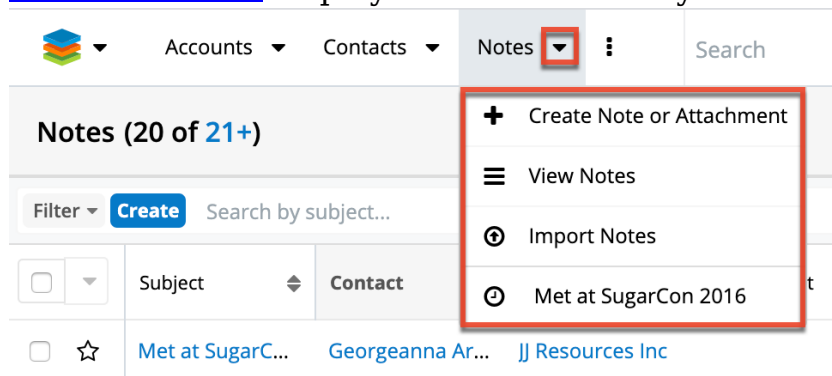 Accounts Contacts Notes Search
Create Note or Attachment
Notes (20 of 21+)
View Notes
Filter Create Search by subject...
Import Notes
Subject Contact t
Met at SugarCon 2016
Met at SugarC... Georgeanna Ar... JJ Resources Inc